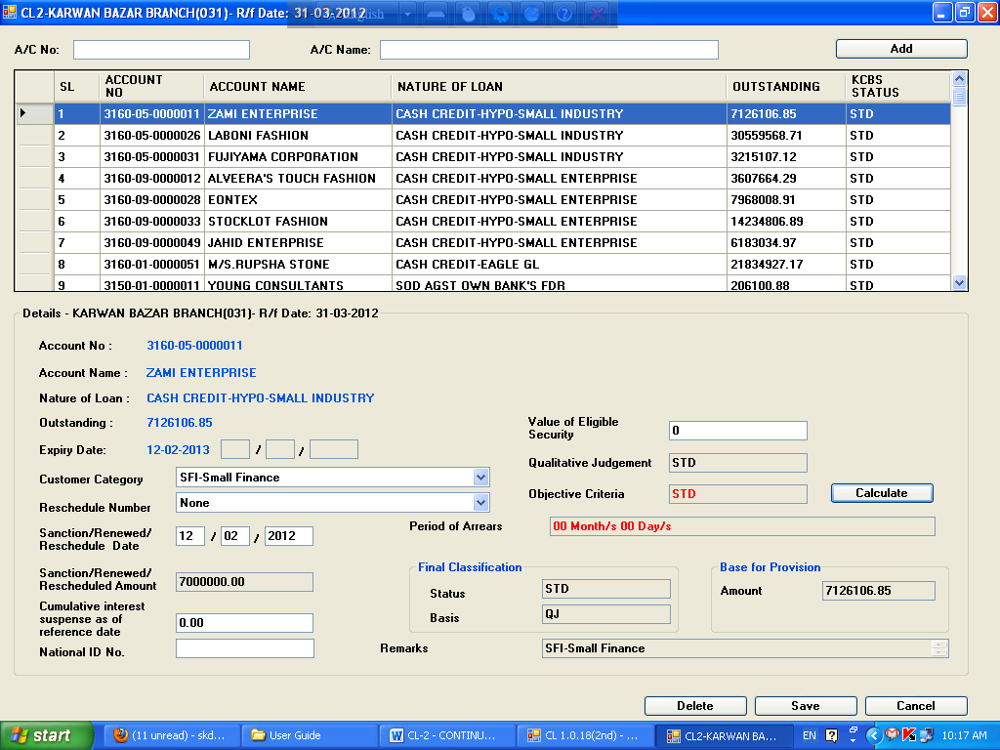 CL2-KARWAN BAZAR BRANCH(031)- R/f Date: 31-03-2012
A/C No:
A/C Name:
Add
SL ACCOUNT NO ACCOUNT NAME NATURE OF LOAN OUTSTANDING KCBS STATUS
1 3160-05-0000011 ZAMI ENTERPRISE CASH CREDIT-HYPO-SMALL INDUSTRY 7126106.85 STD
2 3160-05-0000026 LABONI FASHION CASH CREDIT-HYPO-SMALL INDUSTRY 30559568.71 STD
3 3160-05-0000031 FUJIYAMA CORPORATION CASH CREDIT-HYPO-SMALL INDUSTRY 3215107.12 STD
4 3160-09-0000012 ALVEERA'S TOUCH FASHION CASH CREDIT-HYPO-SMALL ENTERPRISE 3607664.29 STD
5 3160-09-0000028 EONTEX CASH CREDIT-HYPO-SMALL ENTERPRISE 7968008.91 STD
6 3160-09-0000033 STOCKLOT FASHION CASH CREDIT-HYPO-SMALL ENTERPRISE 14234806.89 STD
7 3160-09-0000049 JAHID ENTERPRISE CASH CREDIT-HYPO-SMALL ENTERPRISE 6183034.97 STD
8 3160-01-0000051 M/S.RUPSHA STONE CASH CREDIT-EAGLE GL 21834927.17 STD
9 3150-01-0000011 YOUNG CONSULTANTS SOD AGST OWN BANK'S FDR 206100.88 STD
Details - KARWAN BAZAR BRANCH(031)- R/f Date: 31-03-2012
Account No : 3160-05-0000011
Account Name : ZAMI ENTERPRISE
Nature of Loan : CASH CREDIT-HYPO-SMALL INDUSTRY
Outstanding : 7126106.85
Expiry Date: 12-02-2013 / /
Customer Category SFI-Small Finance
Reschedule Number None
Sanction/Renewed/
Reschedule Date 12 / 02 / 2012
Sanction/Renewed/
Rescheduled Amount 7000000.00
Cumulative interest
suspense as of
reference date 0.00
National ID No.
Value of Eligible
Security 0
Qualitative Judgement STD
Objective Criteria STD Calculate
Period of Arrears 00 Month/s 00 Day/s
Final Classification
Status STD
Basis QJ
Base for Provision
Amount 7126106.85
Remarks SFI-Small Finance
Delete Save Cancel
start (11 unread) - skd... User Guide CL-2 - CONTINU... CL 1.0.18(2nd) - ... CL2-KARWAN BA... EN 10:17 AM